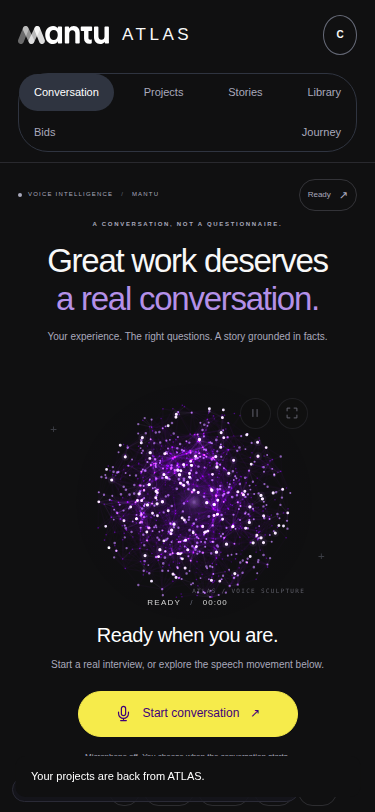 mantu ATLAS
C
Conversation Projects Stories Library
Bids Journey
VOICE INTELLIGENCE / MANTU
Ready ↗
A CONVERSATION, NOT A QUESTIONNAIRE.
Great work deserves
a real conversation.
Your experience. The right questions. A story grounded in facts.
ATLAS / VOICE SCULPTURE
READY / 00:00
Ready when you are.
Start a real interview, or explore the speech movement below.
Start conversation ↗
Your projects are back from ATLAS.